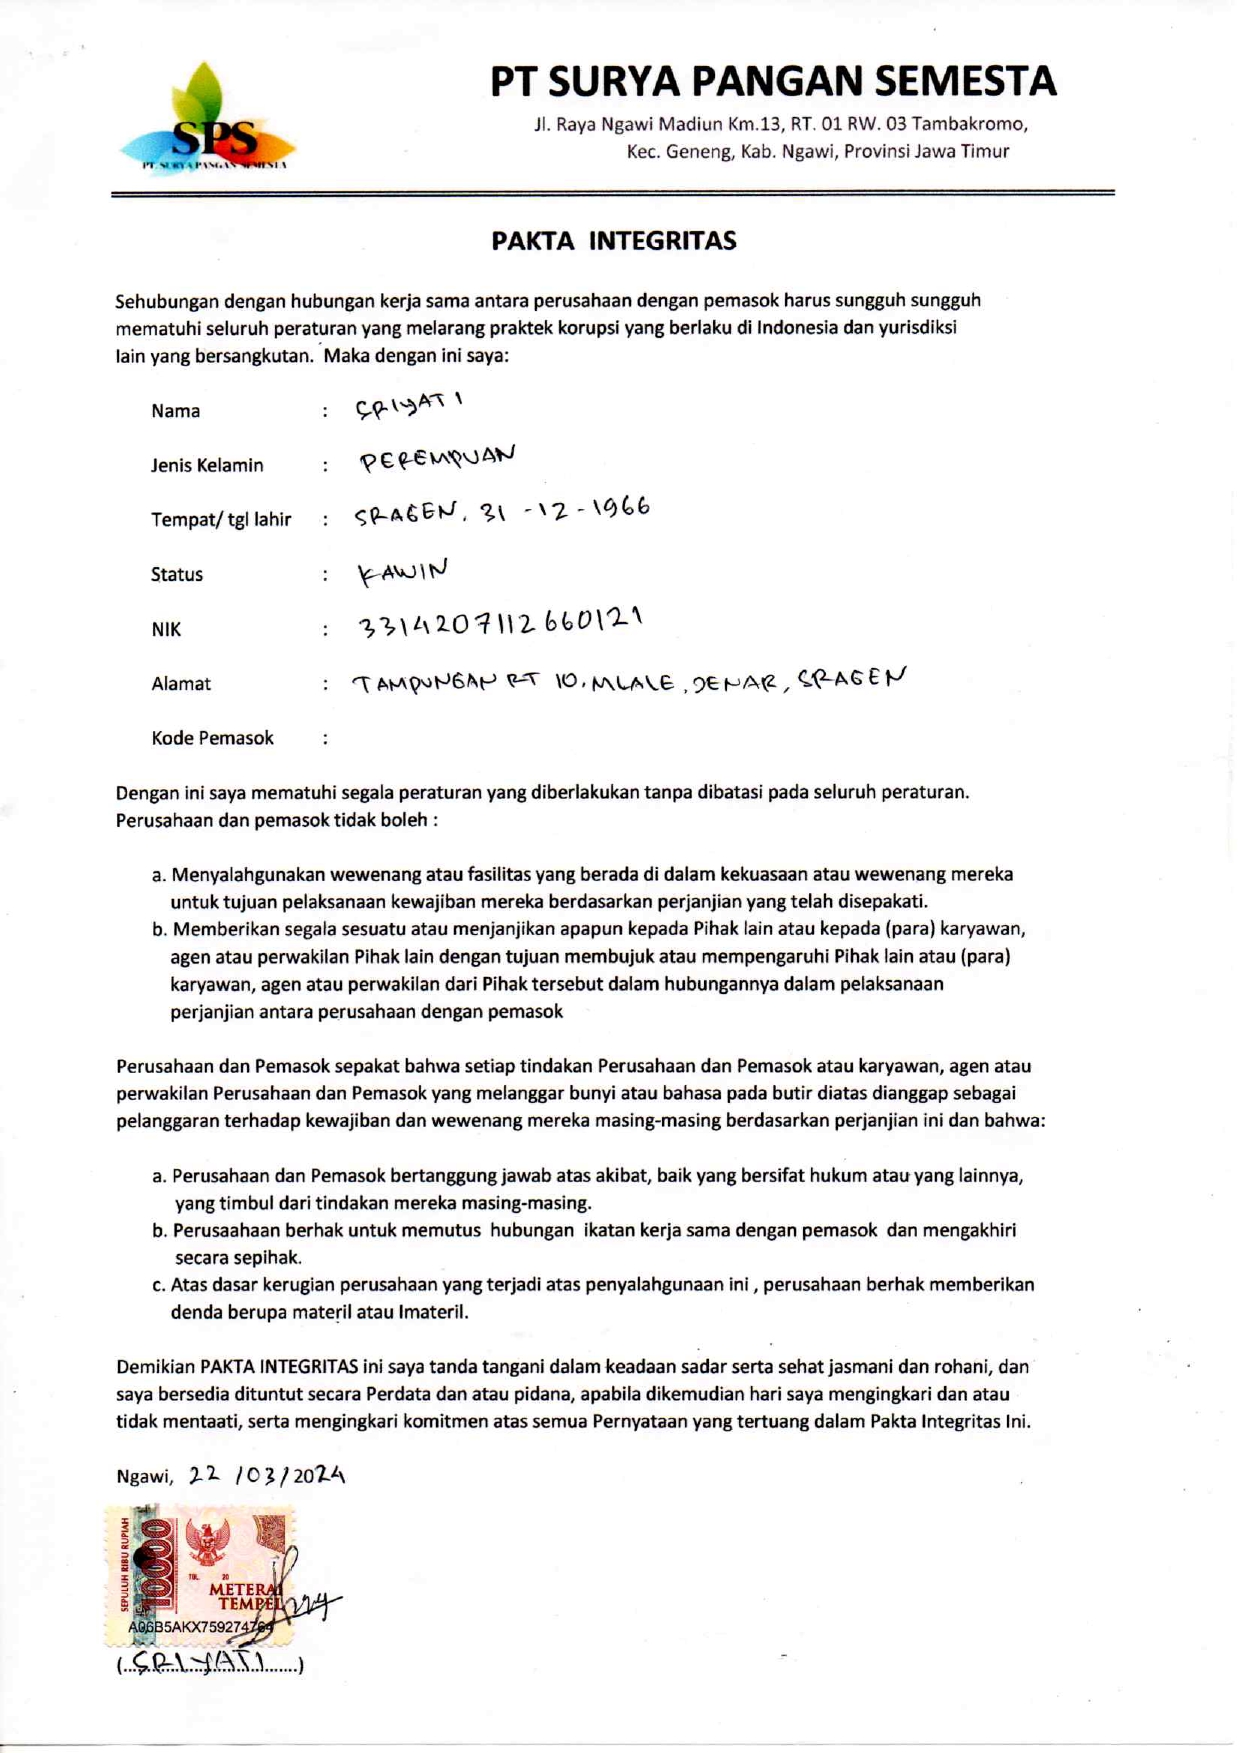 SPS
PT. SURYA PANGAN SEMESTA
PT SURYA PANGAN SEMESTA
Jl. Raya Ngawi Madiun Km.13, RT. 01 RW. 03 Tambakromo,
Kec. Geneng, Kab. Ngawi, Provinsi Jawa Timur
PAKTA INTEGRITAS
Sehubungan dengan hubungan kerja sama antara perusahaan dengan pemasok harus sungguh sungguh
mematuhi seluruh peraturan yang melarang praktek korupsi yang berlaku di Indonesia dan yurisdiksi
lain yang bersangkutan. Maka dengan ini saya:
Nama : SRIYATI
Jenis Kelamin : PEREMPUAN
Tempat/ tgl lahir : SRAGEN, 31 -12 - 1966
Status : KAWIN
NIK : 3314207112660121
Alamat : TAMPUNGAN RT 10, MLALE, JENAR, SRAGEN
Kode Pemasok :
Dengan ini saya mematuhi segala peraturan yang diberlakukan tanpa dibatasi pada seluruh peraturan.
Perusahaan dan pemasok tidak boleh :
a. Menyalahgunakan wewenang atau fasilitas yang berada di dalam kekuasaan atau wewenang mereka
untuk tujuan pelaksanaan kewajiban mereka berdasarkan perjanjian yang telah disepakati.
b. Memberikan segala sesuatu atau menjanjikan apapun kepada Pihak lain atau kepada (para) karyawan,
agen atau perwakilan Pihak lain dengan tujuan membujuk atau mempengaruhi Pihak lain atau (para)
karyawan, agen atau perwakilan dari Pihak tersebut dalam hubungannya dalam pelaksanaan
perjanjian antara perusahaan dengan pemasok
Perusahaan dan Pemasok sepakat bahwa setiap tindakan Perusahaan dan Pemasok atau karyawan, agen atau
perwakilan Perusahaan dan Pemasok yang melanggar bunyi atau bahasa pada butir diatas dianggap sebagai
pelanggaran terhadap kewajiban dan wewenang mereka masing-masing berdasarkan perjanjian ini dan bahwa:
a. Perusahaan dan Pemasok bertanggung jawab atas akibat, baik yang bersifat hukum atau yang lainnya,
yang timbul dari tindakan mereka masing-masing.
b. Perusaahaan berhak untuk memutus hubungan ikatan kerja sama dengan pemasok dan mengakhiri
secara sepihak.
c. Atas dasar kerugian perusahaan yang terjadi atas penyalahgunaan ini , perusahaan berhak memberikan
denda berupa materil atau Imateril.
Demikian PAKTA INTEGRITAS ini saya tanda tangani dalam keadaan sadar serta sehat jasmani dan rohani, dan
saya bersedia dituntut secara Perdata dan atau pidana, apabila dikemudian hari saya mengingkari dan atau
tidak mentaati, serta mengingkari komitmen atas semua Pernyataan yang tertuang dalam Pakta Integritas Ini.
Ngawi, 22 /03/2024
SEPULUH RIBU RUPIAH
10000
TGL. 20
METERAI
TEMPEL
A06B5AKX759274764
(...SRIYATI...)